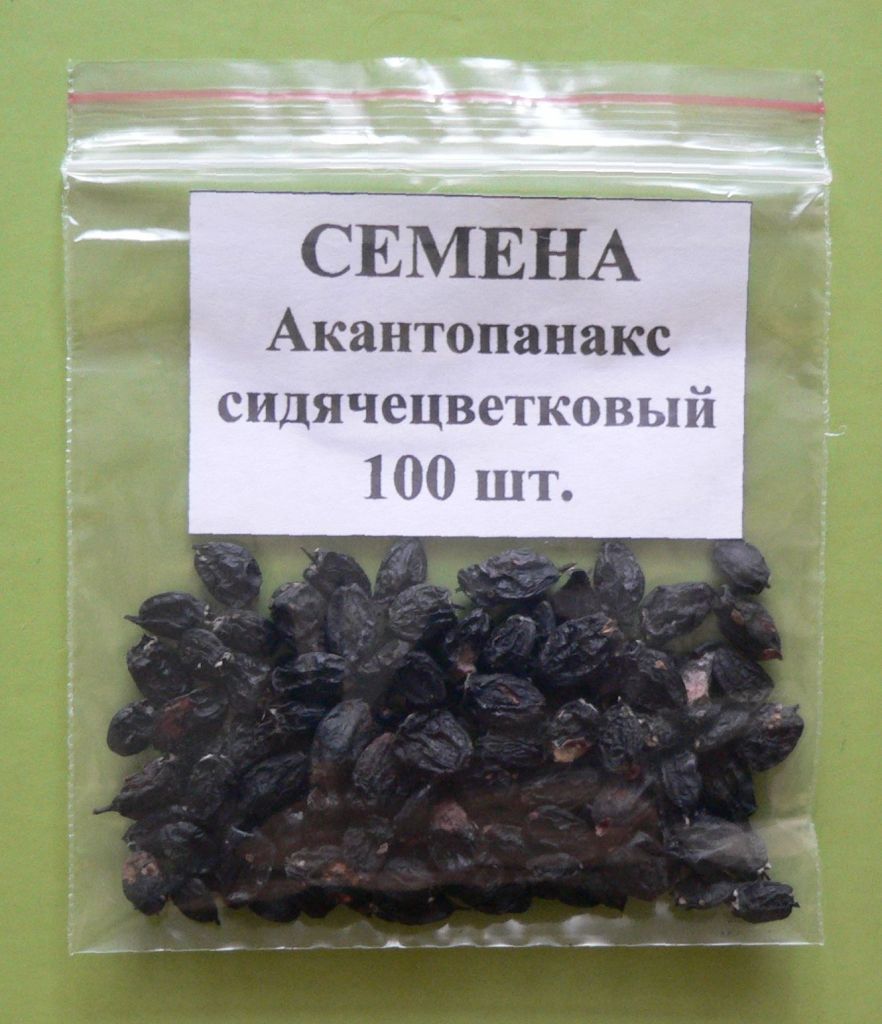 СЕМЕНА
Акантопанакс
сидячецветковый
100 шт.